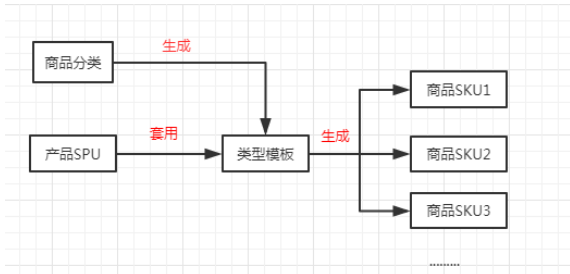 生成
商品分类
商品SKU1
套用
生成
产品SPU
类型模板
商品SKU2
商品SKU3
.........